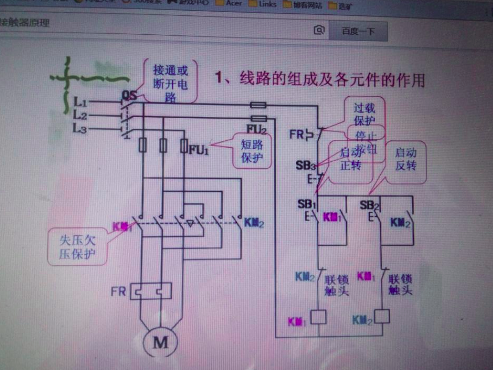 接触器原理
百度一下
Acer
Links
1、线路的组成及各元件的作用
接通或
断开电
路
QS
L1
L2
L3
FU1
短路
保护
FU2
过载
保护
FR
停止
按钮
SB3
启动
正转
启动
反转
SB1
SB2
KM1
KM2
KM1
KM2
失压欠
压保护
KM2
联锁
触头
KM1
联锁
触头
FR
KM1
KM2
M